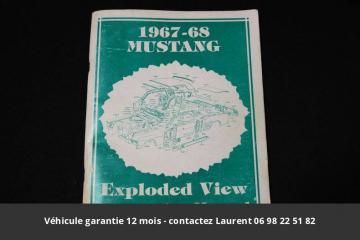 1967-68
MUSTANG
Exploded View
Véhicule garantie 12 mois - contactez Laurent 06 98 22 51 82